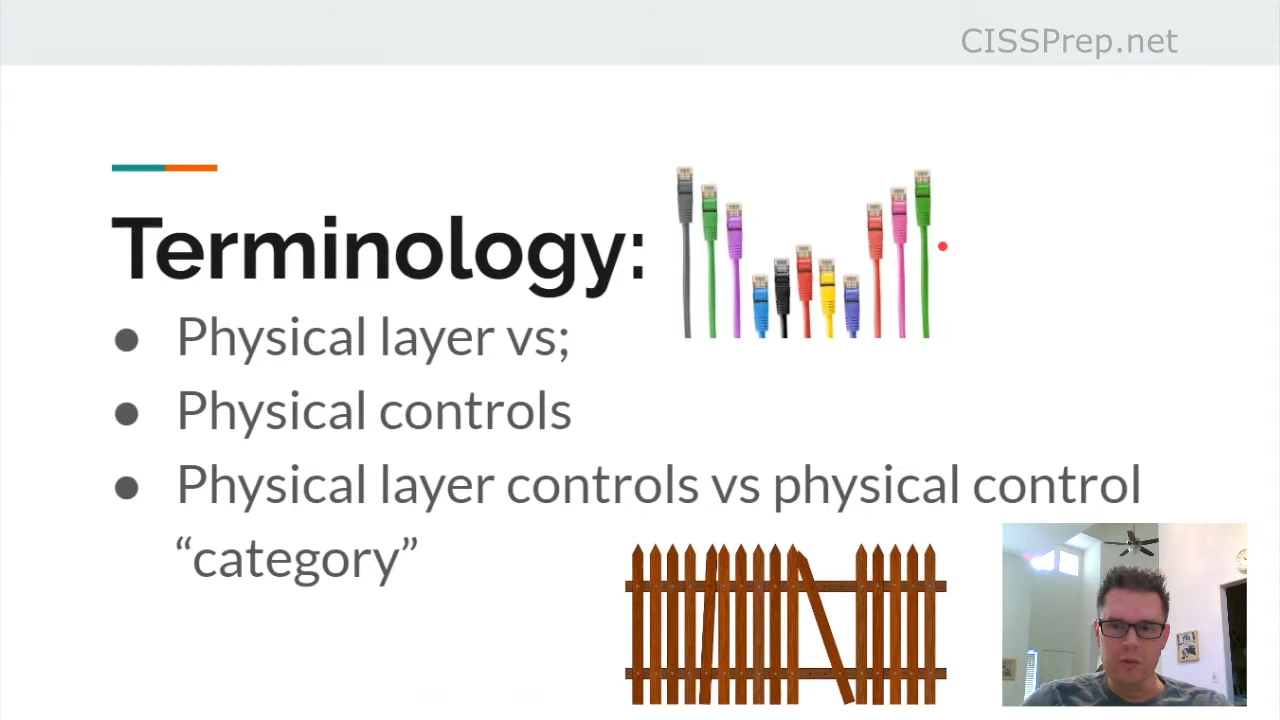 CISSPrep.net
Terminology:
● Physical layer vs;
● Physical controls
● Physical layer controls vs physical control
“category”